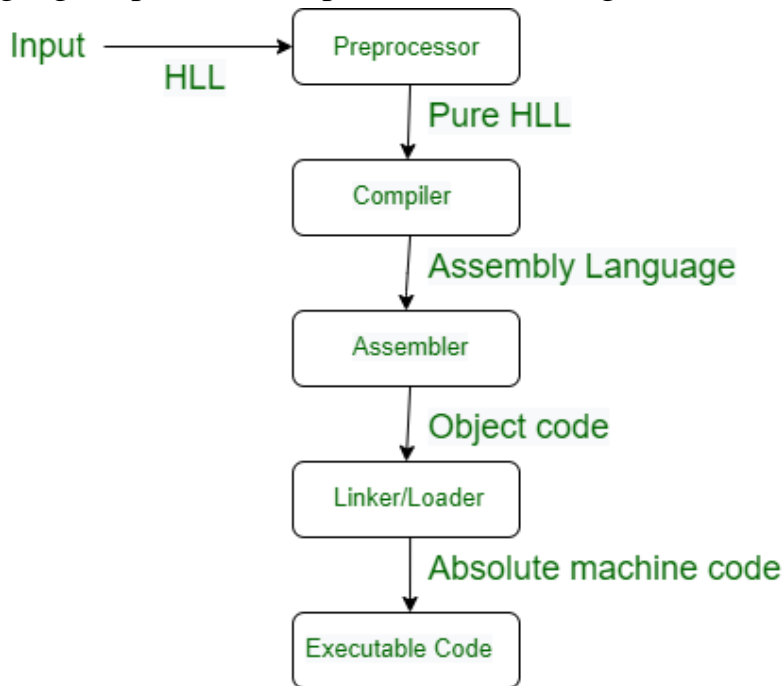 Input
HLL
Preprocessor
Pure HLL
Compiler
Assembly Language
Assembler
Object code
Linker/Loader
Absolute machine code
Executable Code